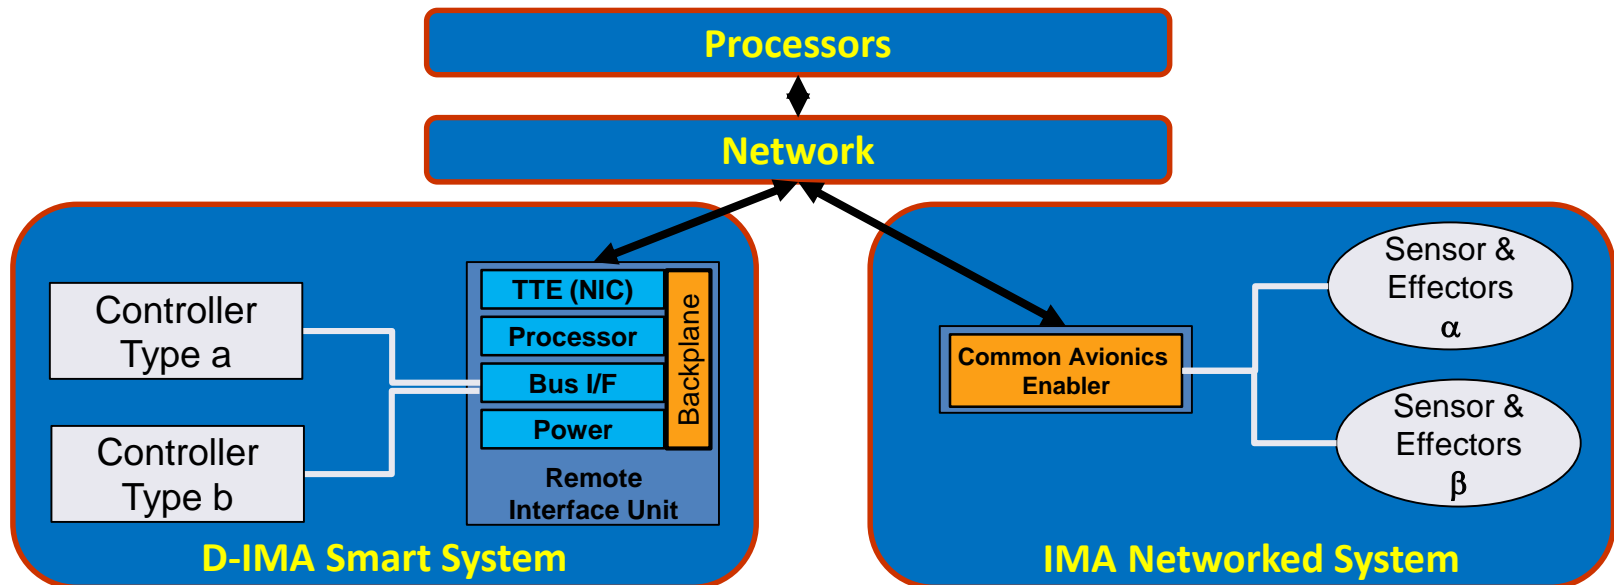 Processors
Network
Controller
Type a
Controller
Type b
TTE (NIC)
Processor
Bus I/F
Power
Backplane
Remote
Interface Unit
D-IMA Smart System
Common Avionics
Enabler
Sensor &
Effectors
α
Sensor &
Effectors
β
IMA Networked System